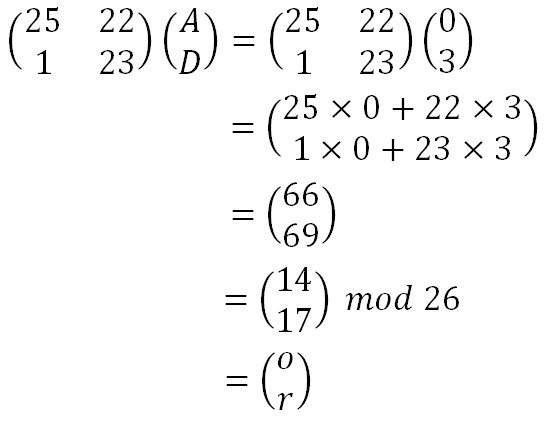 (25 22 1 23)(A D) = (25 22 1 23)(0 3)
= (25 × 0 + 22 × 3 1 × 0 + 23 × 3)
= (66 69)
= (14 17) mod 26
= (o r)